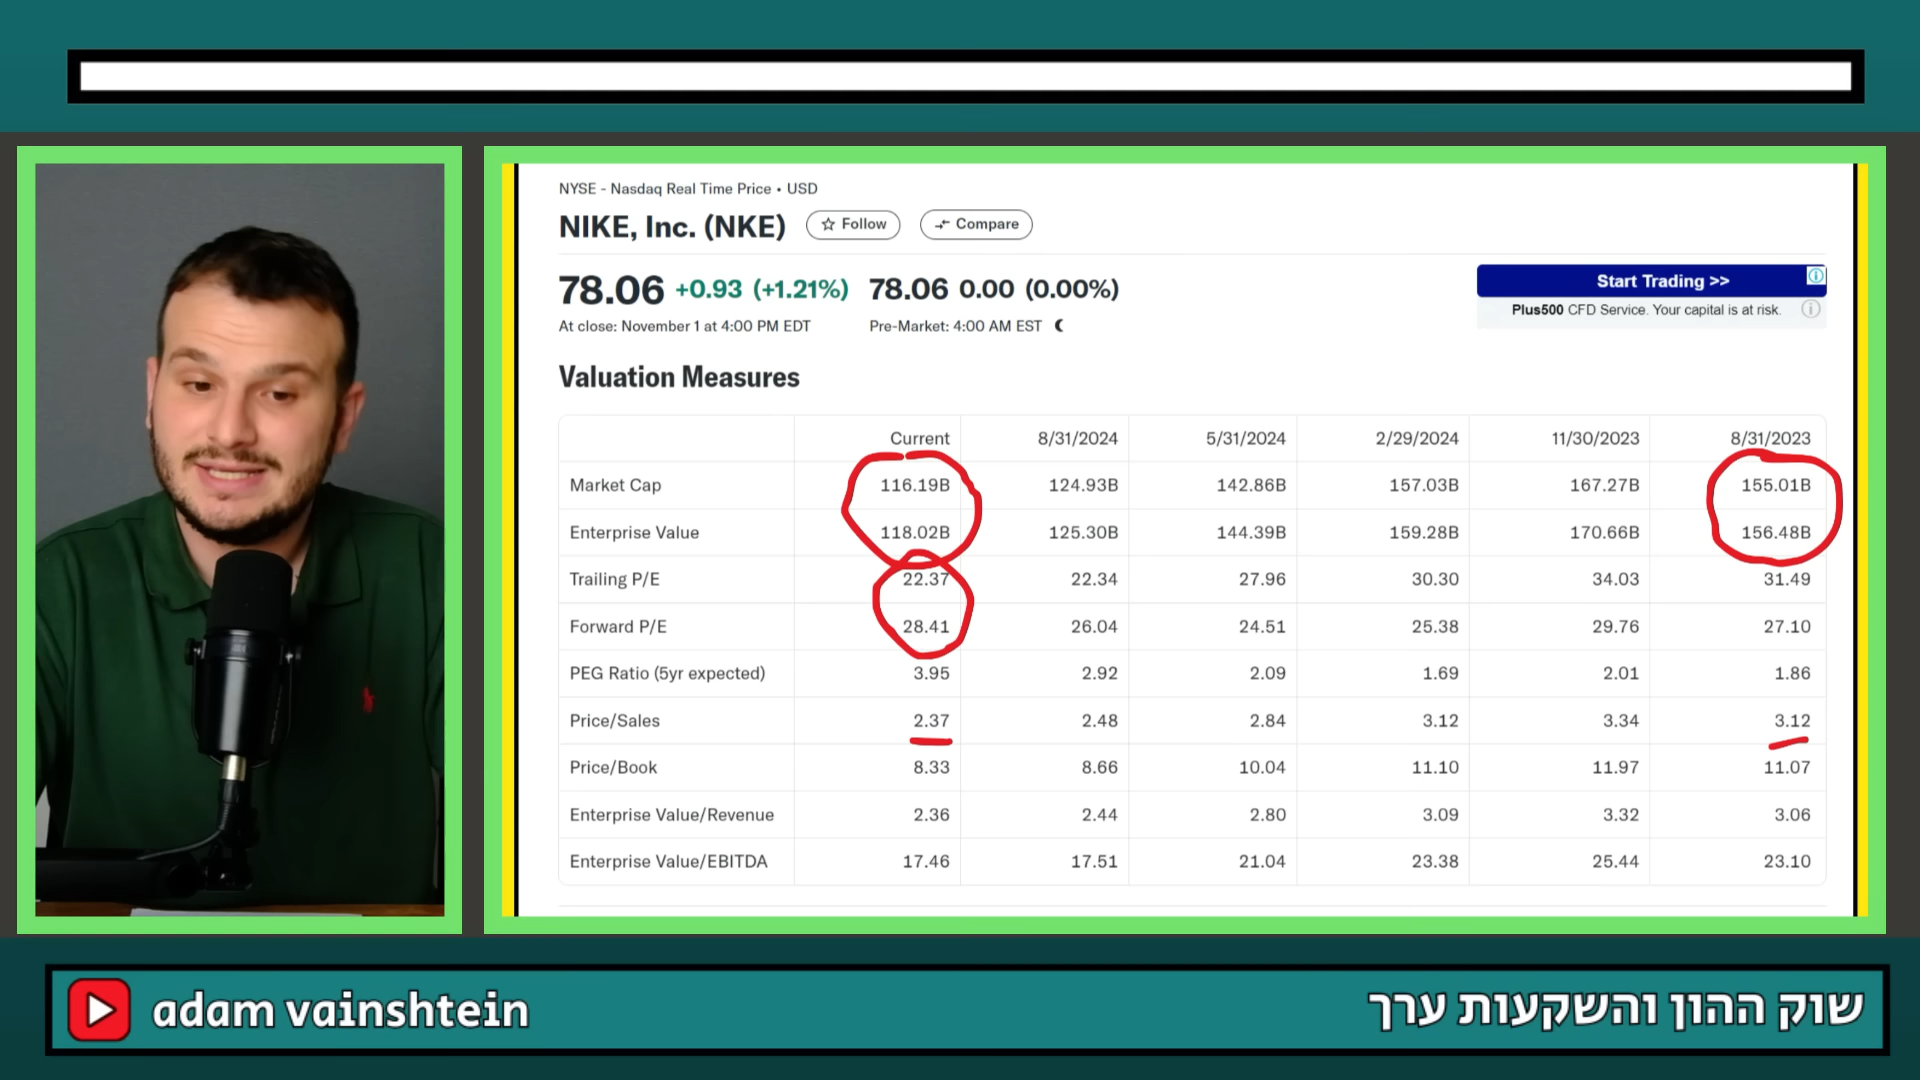 NYSE - Nasdaq Real Time Price • USD
NIKE, Inc. (NKE) Follow Compare
78.06 +0.93 (+1.21%) 78.06 0.00 (0.00%)
At close: November 1 at 4:00 PM EDT Pre-Market: 4:00 AM EST
Start Trading >>
Plus500 CFD Service. Your capital is at risk.
Valuation Measures
Current 8/31/2024 5/31/2024 2/29/2024 11/30/2023 8/31/2023
Market Cap 116.19B 124.93B 142.86B 157.03B 167.27B 155.01B
Enterprise Value 118.02B 125.30B 144.39B 159.28B 170.66B 156.48B
Trailing P/E 22.37 22.34 27.96 30.30 34.03 31.49
Forward P/E 28.41 26.04 24.51 25.38 29.76 27.10
PEG Ratio (5yr expected) 3.95 2.92 2.09 1.69 2.01 1.86
Price/Sales 2.37 2.48 2.84 3.12 3.34 3.12
Price/Book 8.33 8.66 10.04 11.10 11.97 11.07
Enterprise Value/Revenue 2.36 2.44 2.80 3.09 3.32 3.06
Enterprise Value/EBITDA 17.46 17.51 21.04 23.38 25.44 23.10
adam vainshtein
שוק ההון והשקעות ערך